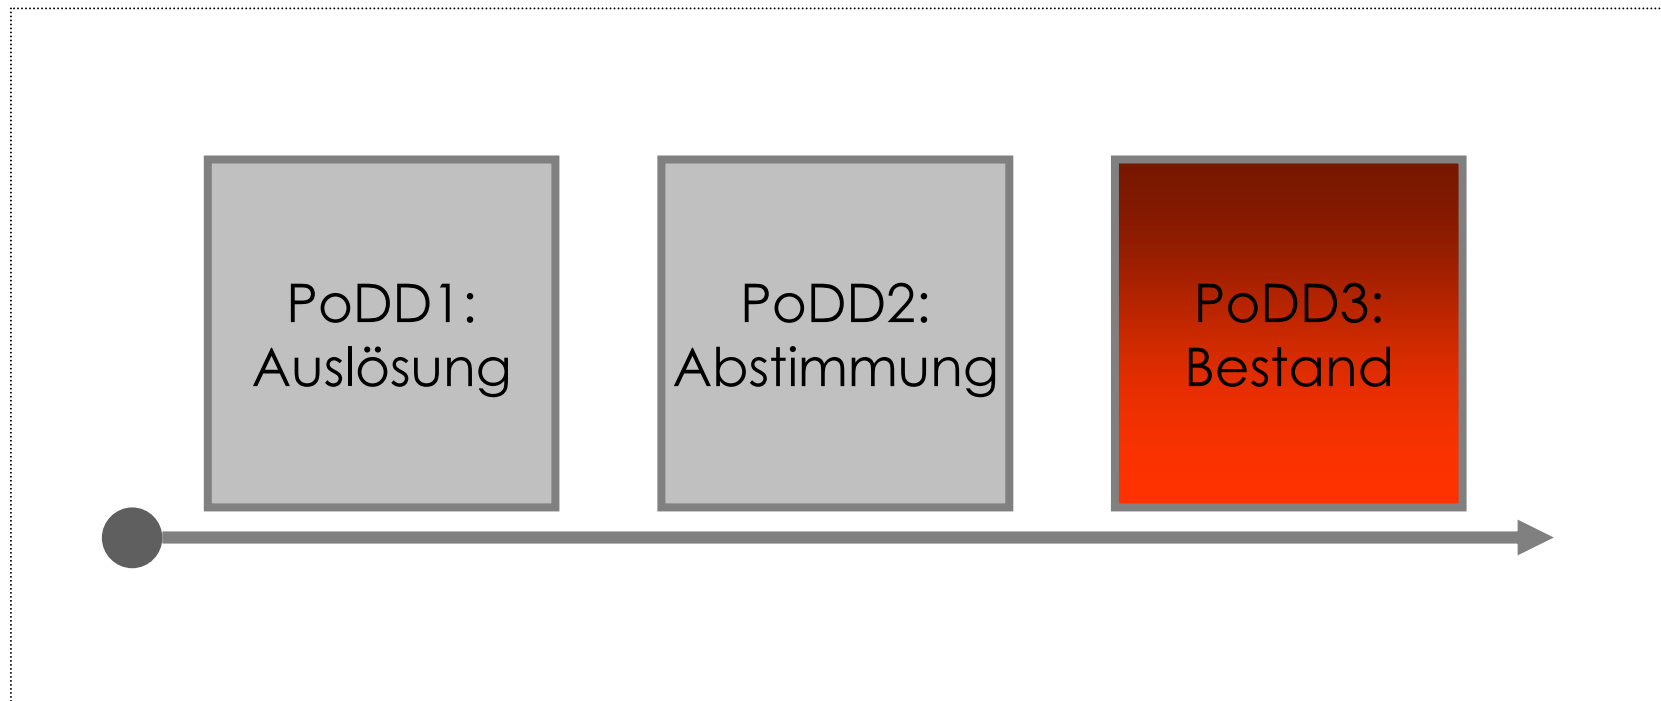 PoDD1:
Auslösung
PoDD2:
Abstimmung
PoDD3:
Bestand